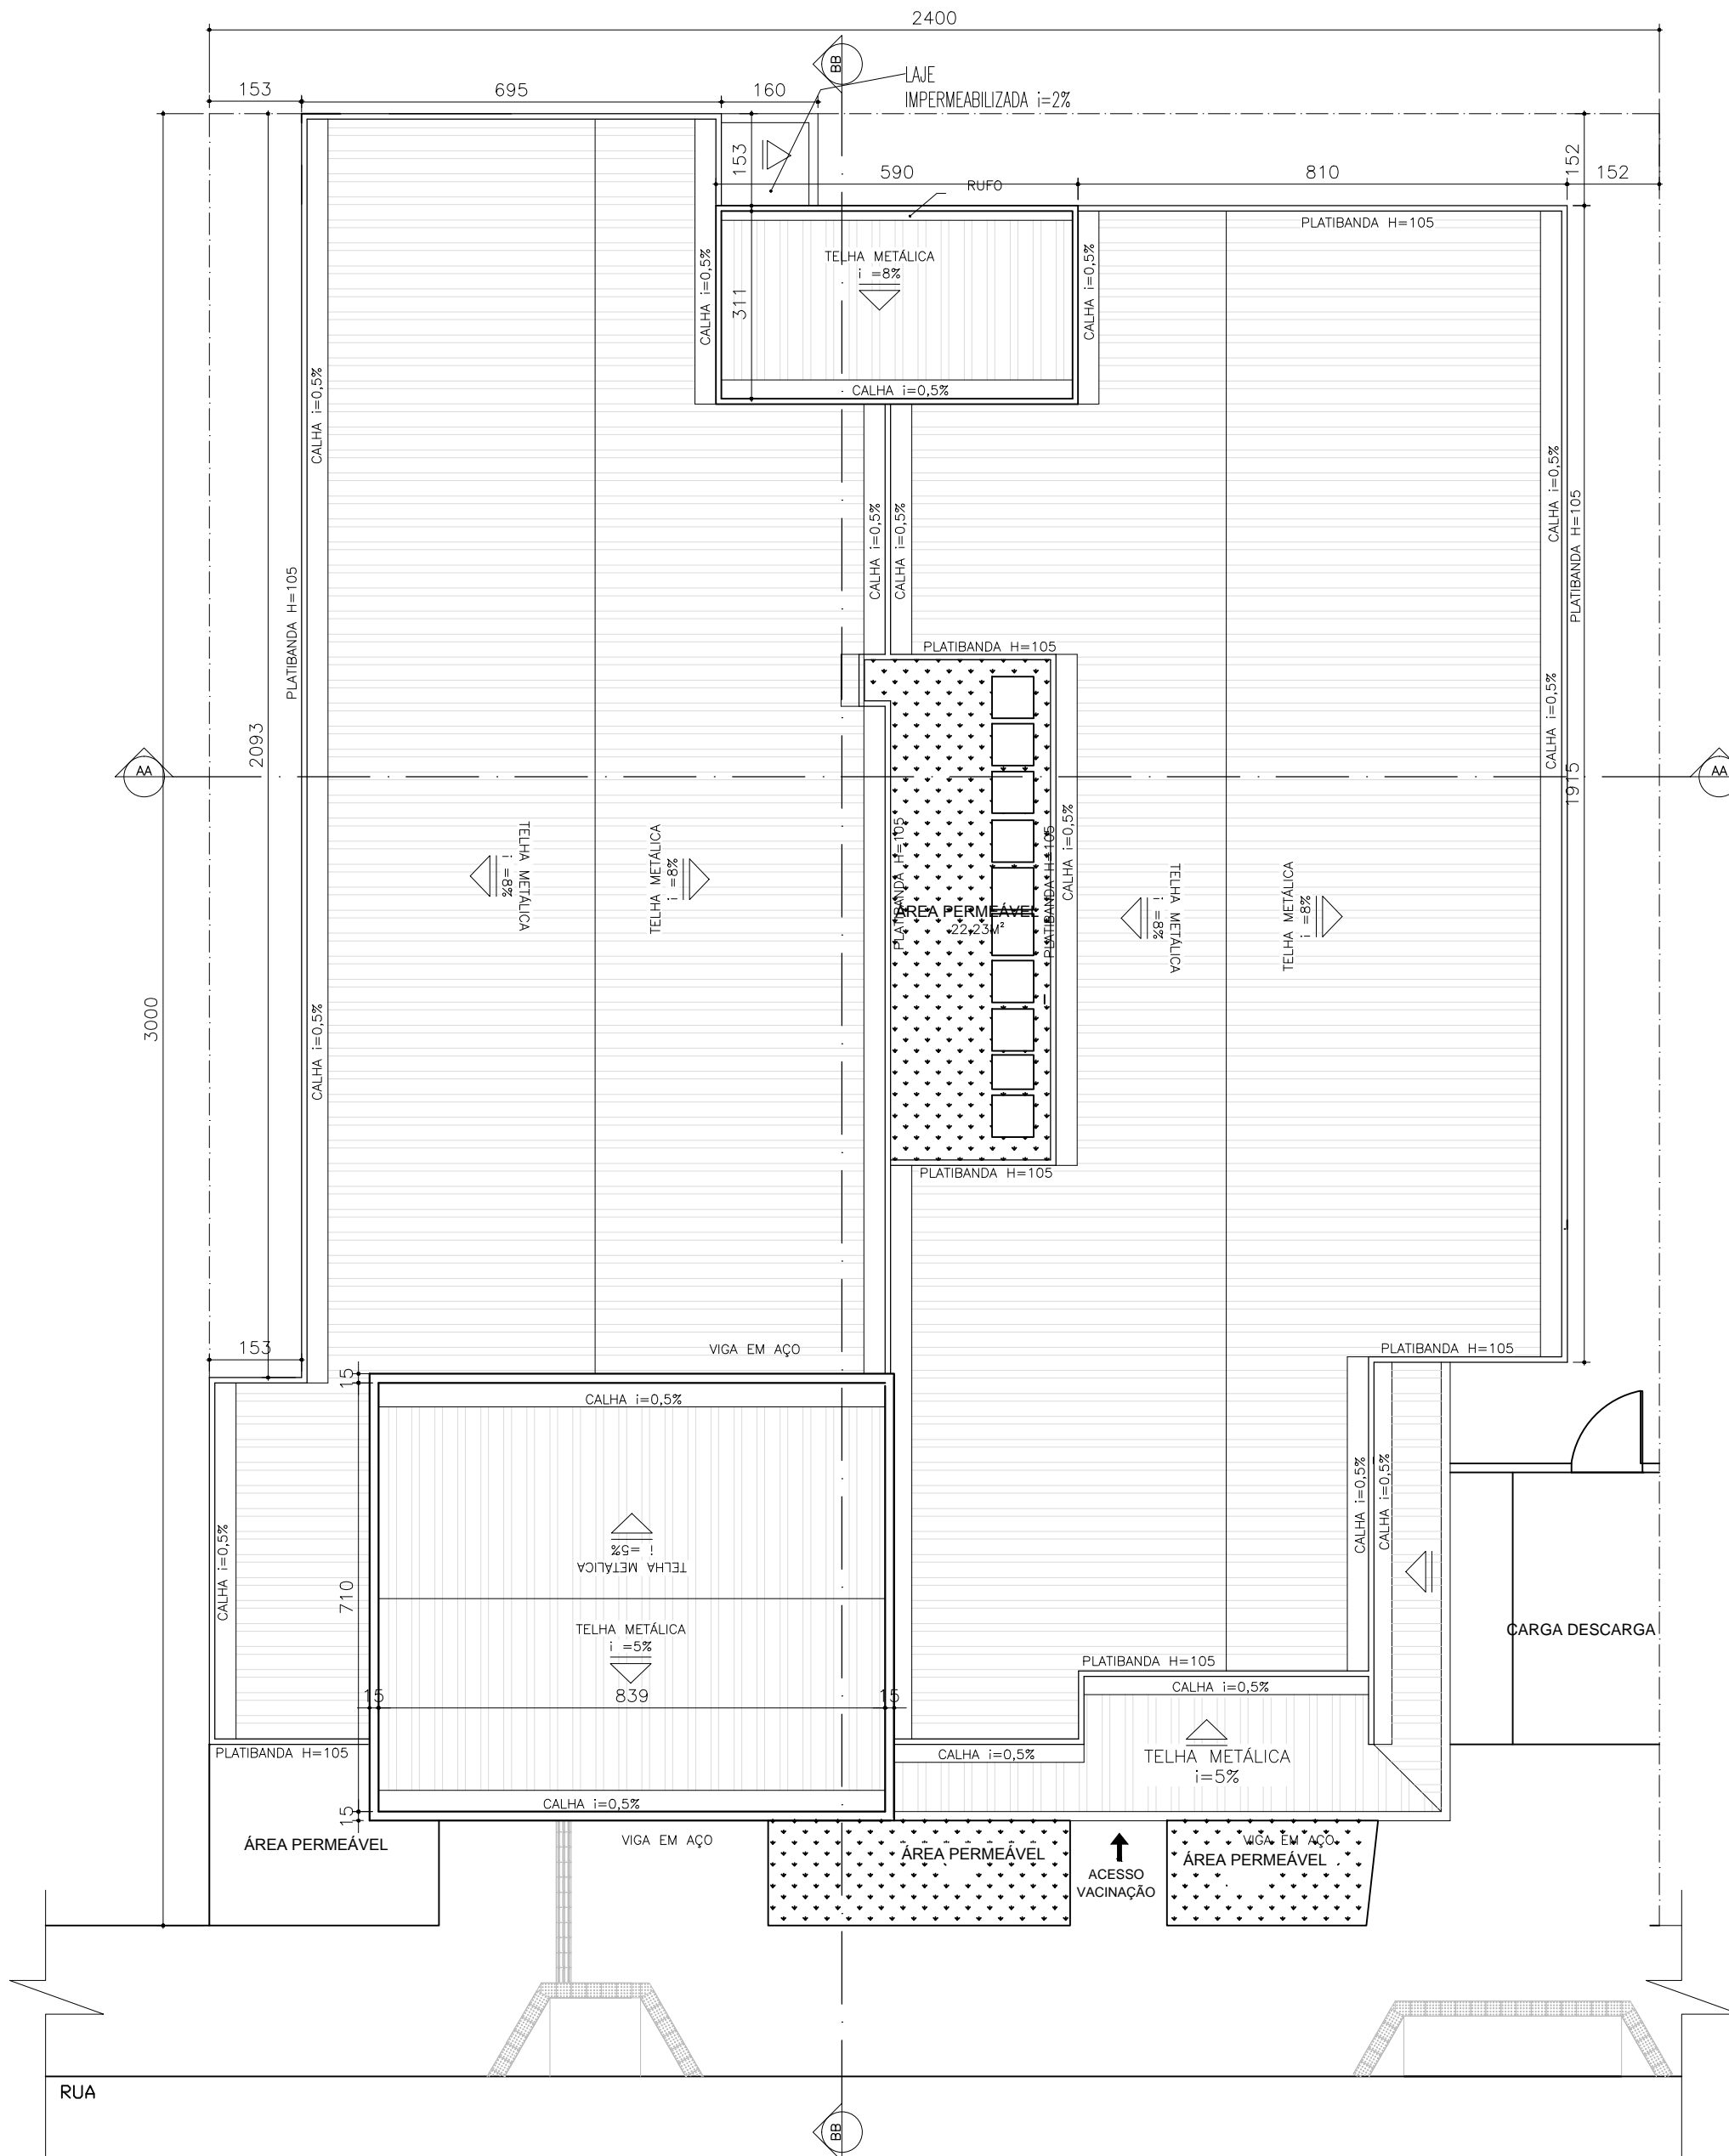 2400
BB
LAJE
IMPERMEABILIZADA i=2%
153
695
160
153
152
590
RUFO
810
152
PLATIBANDA H=105
TELHA METÁLICA
i =8%
CALHA i=0,5%
311
CALHA i=0,5%
CALHA i=0,5%
CALHA i=0,5%
CALHA i=0,5%
PLATIBANDA H=105
CALHA i=0,5%
CALHA i=0,5%
CALHA i=0,5%
PLATIBANDA H=105
PLATIBANDA H=105
CALHA i=0,5%
2093
AA
AA
1915
TELHA METÁLICA
i =8%
TELHA METÁLICA
i =8%
PLATIBANDA H=105
PLATIBANDA H=105
CALHA i=0,5%
ÁREA PERMEÁVEL
22,23M²
TELHA METÁLICA
i =8%
TELHA METÁLICA
i =8%
3000
CALHA i=0,5%
PLATIBANDA H=105
153
VIGA EM AÇO
PLATIBANDA H=105
15
CALHA i=0,5%
CALHA i=0,5%
CALHA i=0,5%
CALHA i=0,5%
TELHA METÁLICA
i =5%
710
TELHA METÁLICA
i =5%
CARGA DESCARGA
PLATIBANDA H=105
CALHA i=0,5%
15
839
15
PLATIBANDA H=105
CALHA i=0,5%
TELHA METÁLICA
i=5%
CALHA i=0,5%
15
ÁREA PERMEÁVEL
VIGA EM AÇO
ÁREA PERMEÁVEL
VIGA EM AÇO
ÁREA PERMEÁVEL
ACESSO
VACINAÇÃO
RUA
BB